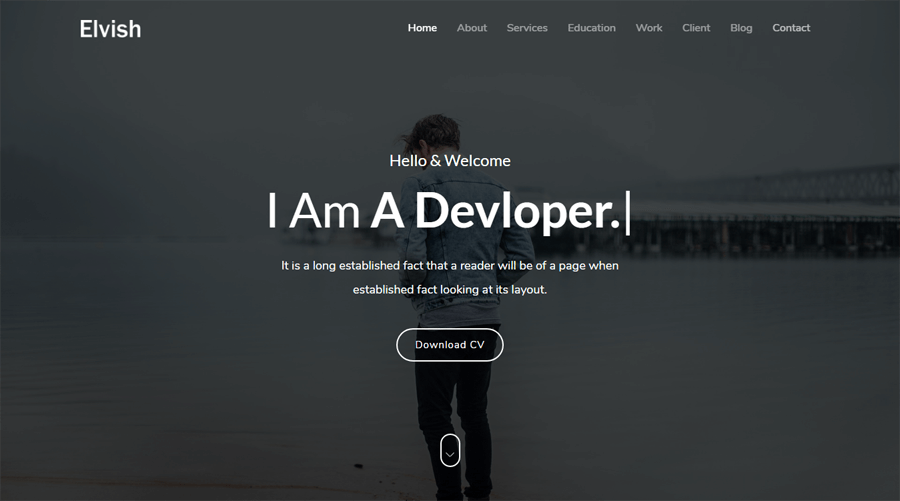 Elvish
Home About Services Education Work Client Blog Contact
Hello & Welcome
I Am A Devloper.|
It is a long established fact that a reader will be of a page when
established fact looking at its layout.
Download CV